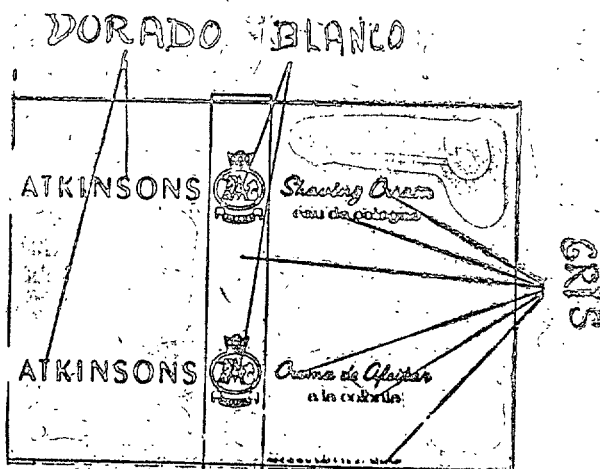 DORADO BLANCO
ATKINSONS Shaving Cream
eau de cologne
GRIS
ATKINSONS Crema de Afeitar
a la colonia